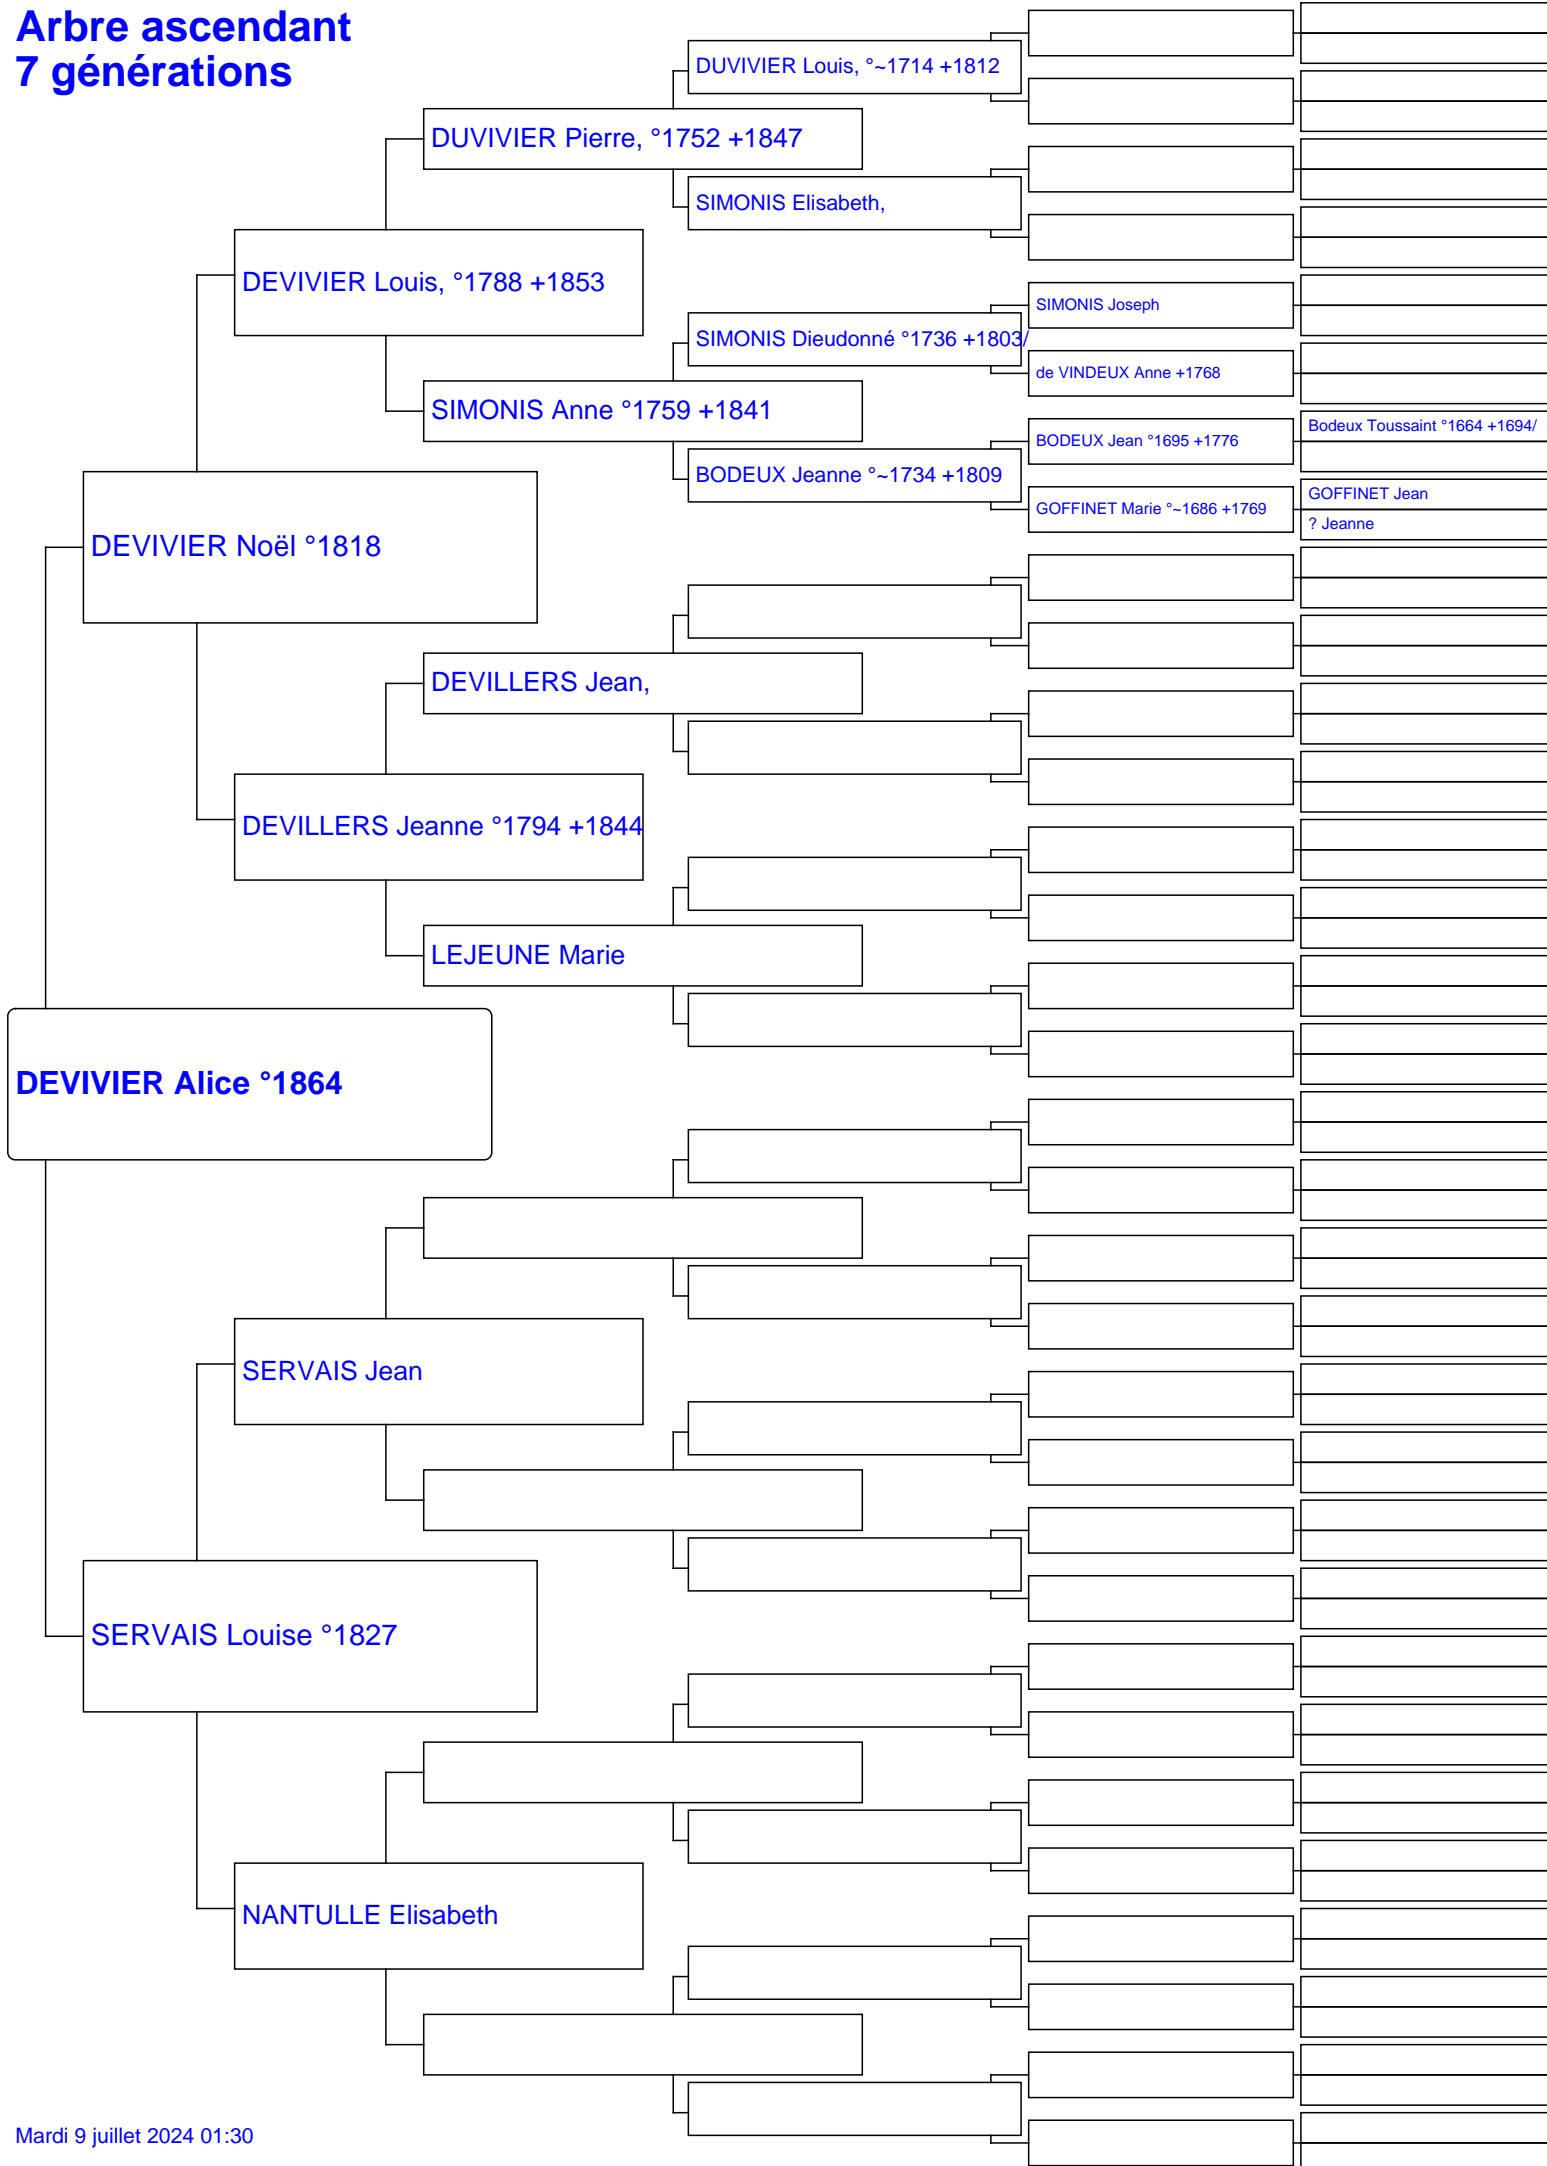 Arbre ascendant
7 générations
DUVIVIER Louis, °~1714 +1812
DUVIVIER Pierre, °1752 +1847
SIMONIS Elisabeth,
DEVIVIER Louis, °1788 +1853
SIMONIS Joseph
SIMONIS Dieudonné °1736 +1803/
de VINDEUX Anne +1768
SIMONIS Anne °1759 +1841
Bodeux Toussaint °1664 +1694/
BODEUX Jean °1695 +1776
BODEUX Jeanne °~1734 +1809
GOFFINET Jean
GOFFINET Marie °~1686 +1769
? Jeanne
DEVIVIER Noël °1818
DEVILLERS Jean,
DEVILLERS Jeanne °1794 +1844
LEJEUNE Marie
DEVIVIER Alice °1864
SERVAIS Jean
SERVAIS Louise °1827
NANTULLE Elisabeth
Mardi 9 juillet 2024 01:30